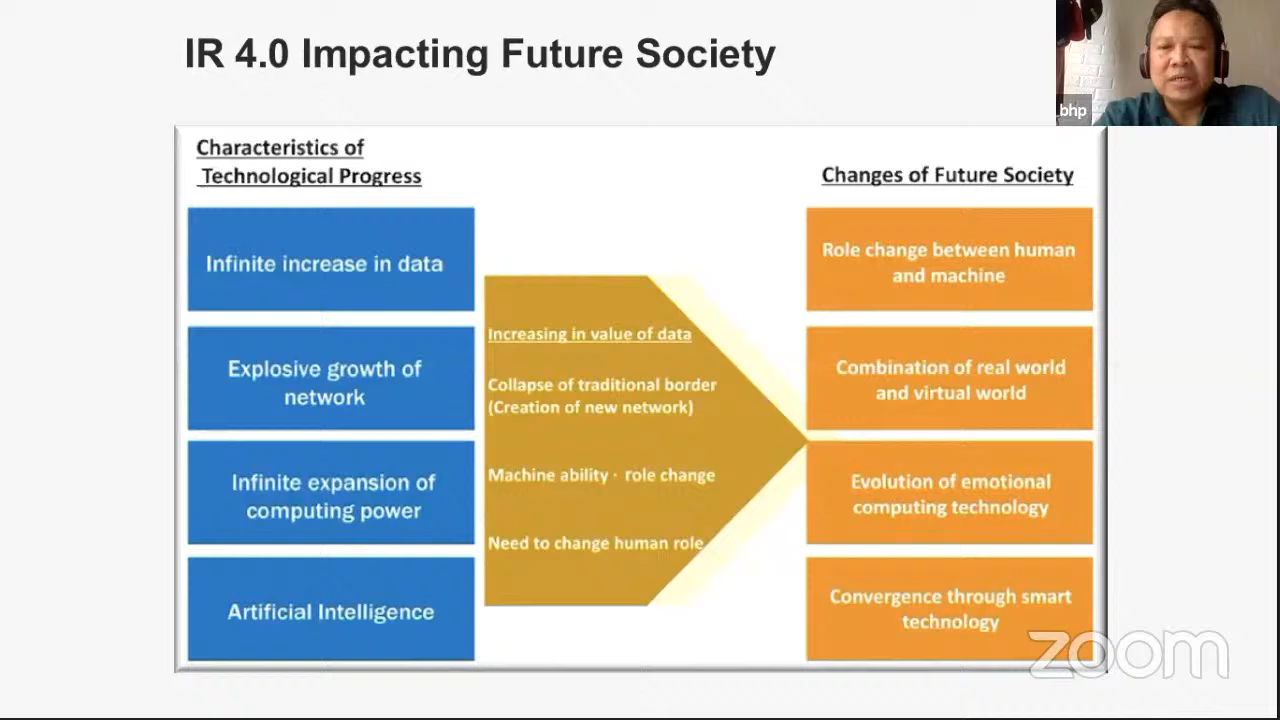 IR 4.0 Impacting Future Society
bhp
Characteristics of
Technological Progress
Infinite increase in data
Explosive growth of
network
Infinite expansion of
computing power
Artificial Intelligence
Increasing in value of data
Collapse of traditional border
(Creation of new network)
Machine ability · role change
Need to change human role
Changes of Future Society
Role change between human
and machine
Combination of real world
and virtual world
Evolution of emotional
computing technology
Convergence through smart
technology
zoom